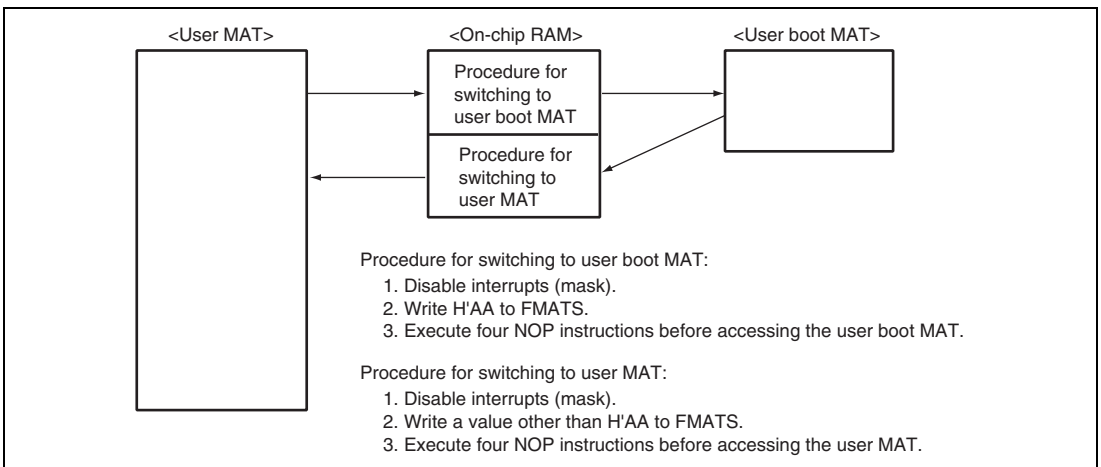 <User MAT>
<On-chip RAM>
<User boot MAT>
Procedure for
switching to
user boot MAT
Procedure for
switching to
user MAT
Procedure for switching to user boot MAT:
1. Disable interrupts (mask).
2. Write H'AA to FMATS.
3. Execute four NOP instructions before accessing the user boot MAT.
Procedure for switching to user MAT:
1. Disable interrupts (mask).
2. Write a value other than H'AA to FMATS.
3. Execute four NOP instructions before accessing the user MAT.